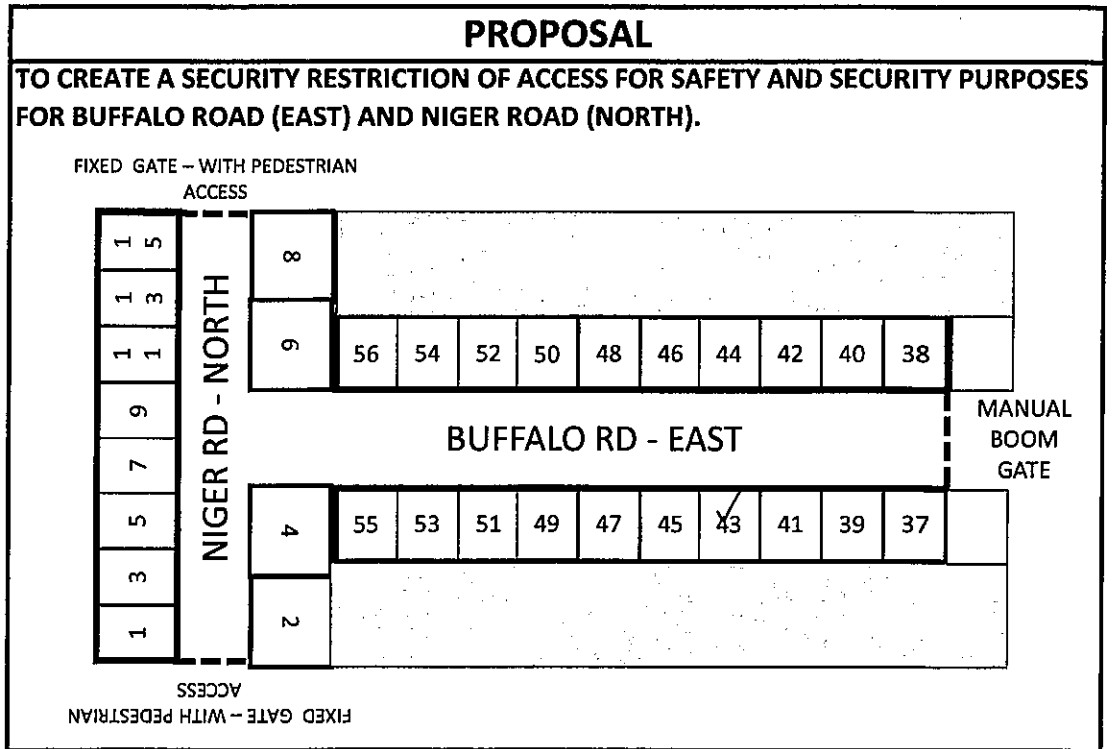 PROPOSAL
TO CREATE A SECURITY RESTRICTION OF ACCESS FOR SAFETY AND SECURITY PURPOSES
FOR BUFFALO ROAD (EAST) AND NIGER ROAD (NORTH).
FIXED GATE – WITH PEDESTRIAN
ACCESS
15
13
11
9
7
5
3
1
NIGER RD - NORTH
8
6
4
2
56 54 52 50 48 46 44 42 40 38
BUFFALO RD - EAST
MANUAL
BOOM
GATE
55 53 51 49 47 45 43 41 39 37
FIXED GATE – WITH PEDESTRIAN
ACCESS